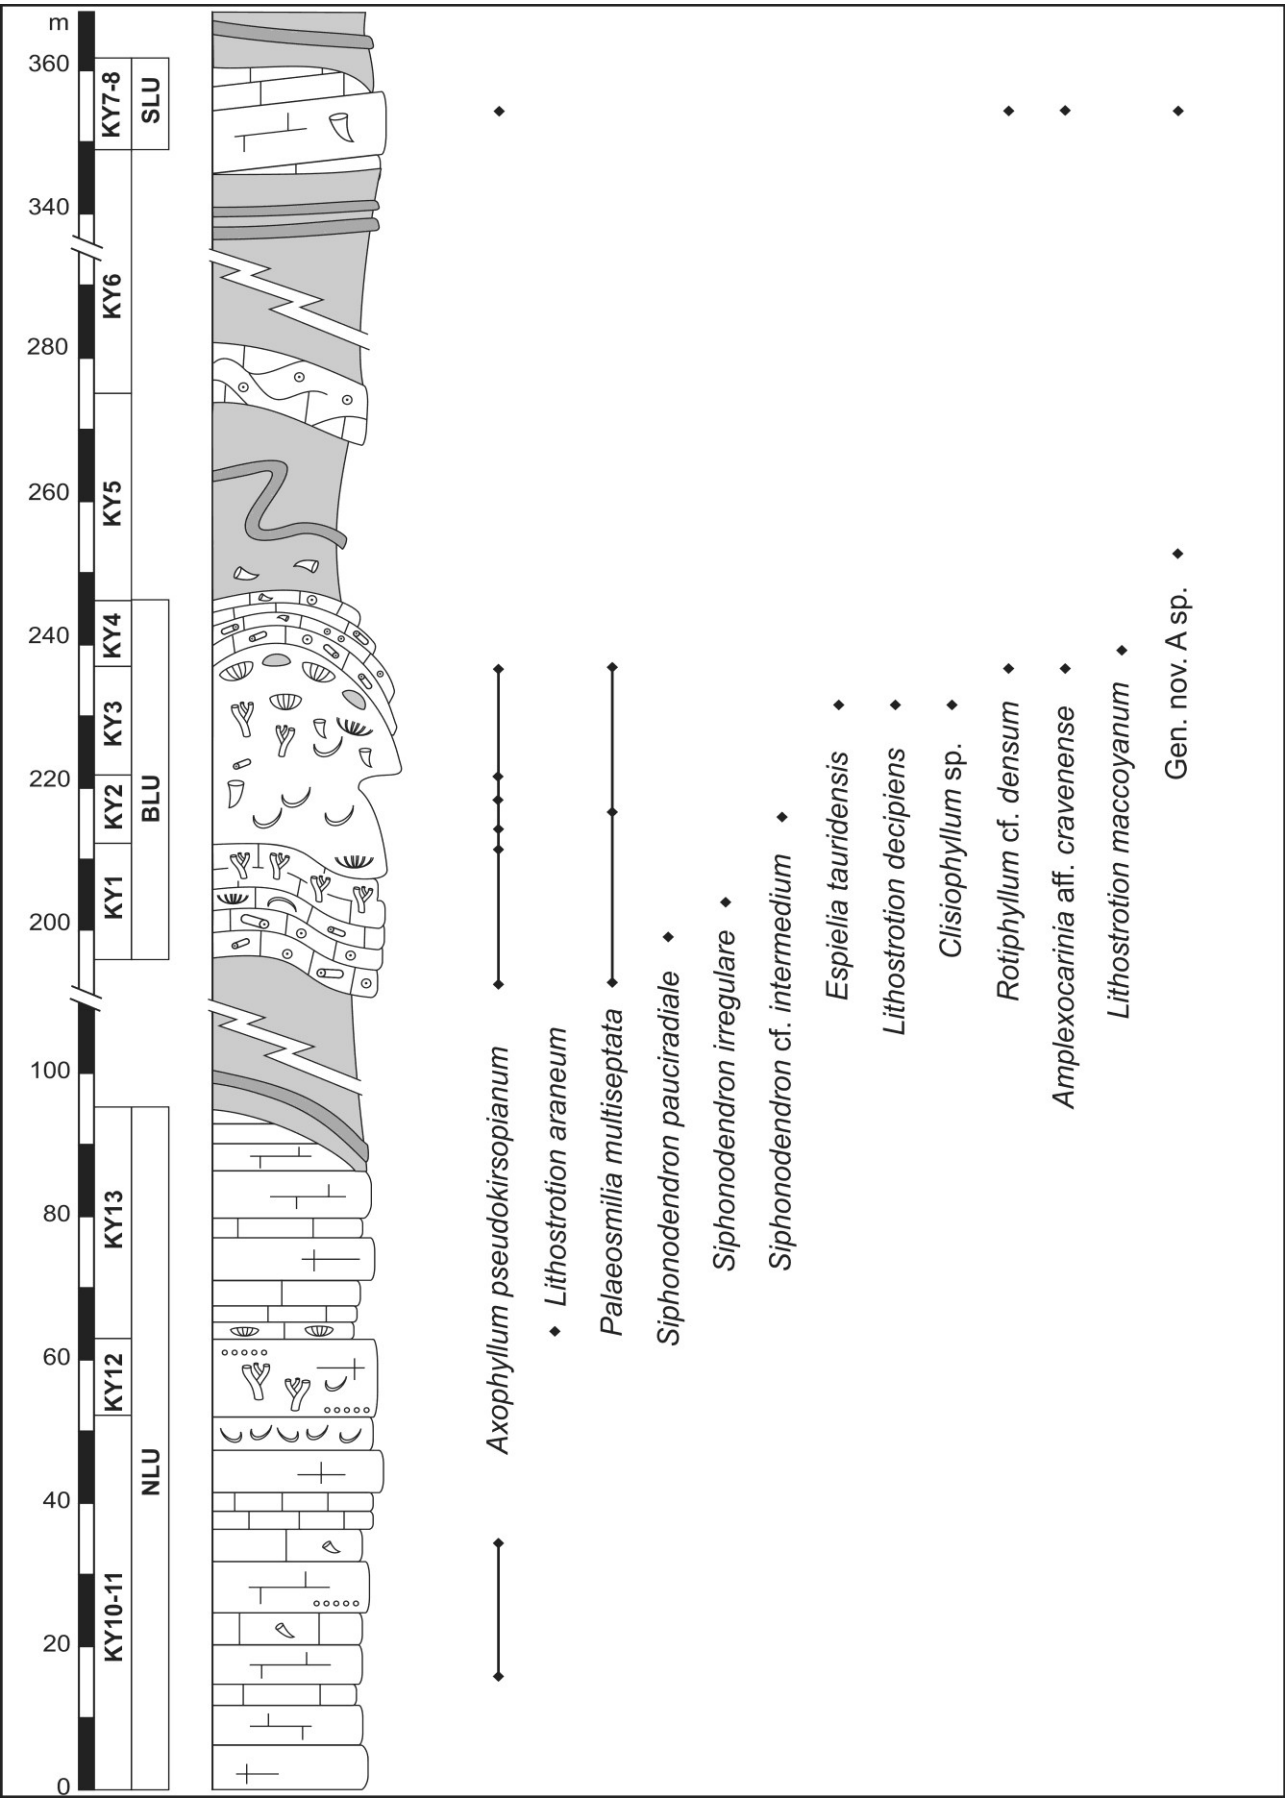 m
360
340
280
260
240
220
200
100
80
60
40
20
0
KY7-8
KY6
KY5
KY4
KY3
KY2
KY1
KY13
KY12
KY10-11
SLU
BLU
NLU
Axophyllum pseudokirsopianum
Lithostrotion araneum
Palaeosmilia multiseptata
Siphonodendron pauciradiale
Siphonodendron irregulare
Siphonodendron cf. intermedium
Espielia tauridensis
Lithostrotion decipiens
Clisiophyllum sp.
Rotiphyllum cf. densum
Amplexocarinia aff. cravenense
Lithostrotion maccoyanum
Gen. nov. A sp.